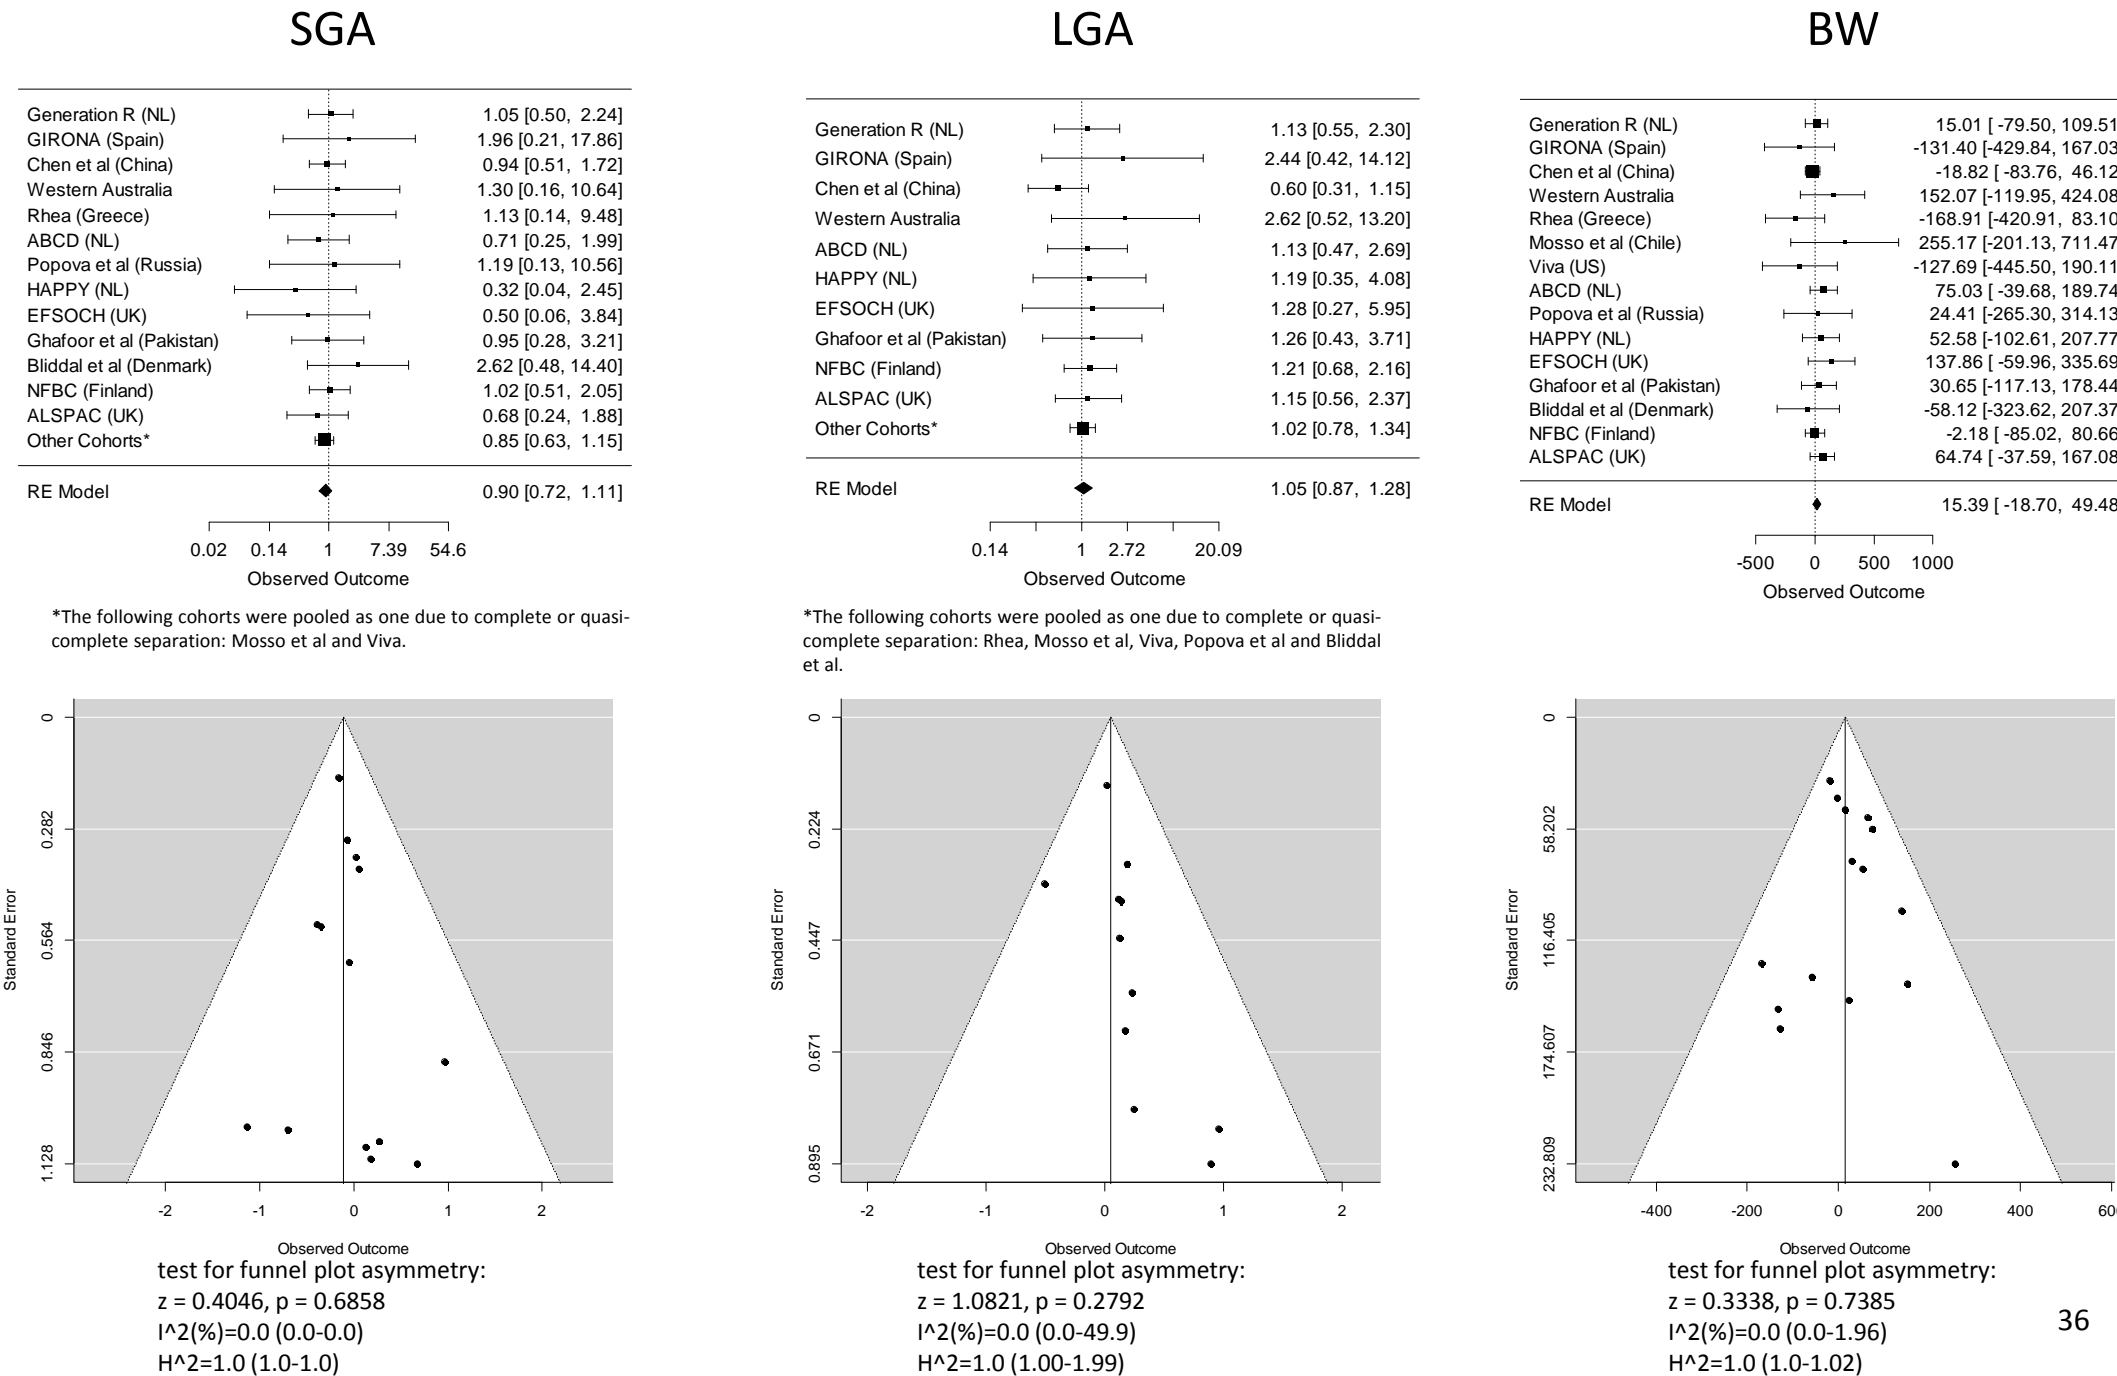 SGA
Generation R (NL) 1.05 [0.50, 2.24]
GIRONA (Spain) 1.96 [0.21, 17.86]
Chen et al (China) 0.94 [0.51, 1.72]
Western Australia 1.30 [0.16, 10.64]
Rhea (Greece) 1.13 [0.14, 9.48]
ABCD (NL) 0.71 [0.25, 1.99]
Popova et al (Russia) 1.19 [0.13, 10.56]
HAPPY (NL) 0.32 [0.04, 2.45]
EFSOCH (UK) 0.50 [0.06, 3.84]
Ghafoor et al (Pakistan) 0.95 [0.28, 3.21]
Bliddal et al (Denmark) 2.62 [0.48, 14.40]
NFBC (Finland) 1.02 [0.51, 2.05]
ALSPAC (UK) 0.68 [0.24, 1.88]
Other Cohorts* 0.85 [0.63, 1.15]
RE Model 0.90 [0.72, 1.11]
0.02 0.14 1 7.39 54.6
Observed Outcome
*The following cohorts were pooled as one due to complete or quasi-
complete separation: Mosso et al and Viva.
0
0.282
0.564
0.846
1.128
Standard Error
-2 -1 0 1 2
Observed Outcome
test for funnel plot asymmetry:
z = 0.4046, p = 0.6858
I^2(%)=0.0 (0.0-0.0)
H^2=1.0 (1.0-1.0)
LGA
Generation R (NL) 1.13 [0.55, 2.30]
GIRONA (Spain) 2.44 [0.42, 14.12]
Chen et al (China) 0.60 [0.31, 1.15]
Western Australia 2.62 [0.52, 13.20]
ABCD (NL) 1.13 [0.47, 2.69]
HAPPY (NL) 1.19 [0.35, 4.08]
EFSOCH (UK) 1.28 [0.27, 5.95]
Ghafoor et al (Pakistan) 1.26 [0.43, 3.71]
NFBC (Finland) 1.21 [0.68, 2.16]
ALSPAC (UK) 1.15 [0.56, 2.37]
Other Cohorts* 1.02 [0.78, 1.34]
RE Model 1.05 [0.87, 1.28]
0.14 1 2.72 20.09
Observed Outcome
*The following cohorts were pooled as one due to complete or quasi-
complete separation: Rhea, Mosso et al, Viva, Popova et al and Bliddal
et al.
0
0.224
0.447
0.671
0.895
Standard Error
-2 -1 0 1 2
Observed Outcome
test for funnel plot asymmetry:
z = 1.0821, p = 0.2792
I^2(%)=0.0 (0.0-49.9)
H^2=1.0 (1.00-1.99)
BW
Generation R (NL) 15.01 [ -79.50, 109.51
GIRONA (Spain) -131.40 [-429.84, 167.03
Chen et al (China) -18.82 [ -83.76, 46.12
Western Australia 152.07 [-119.95, 424.08
Rhea (Greece) -168.91 [-420.91, 83.10
Mosso et al (Chile) 255.17 [-201.13, 711.47
Viva (US) -127.69 [-445.50, 190.11
ABCD (NL) 75.03 [ -39.68, 189.74
Popova et al (Russia) 24.41 [-265.30, 314.13
HAPPY (NL) 52.58 [-102.61, 207.77
EFSOCH (UK) 137.86 [ -59.96, 335.69
Ghafoor et al (Pakistan) 30.65 [-117.13, 178.44
Bliddal et al (Denmark) -58.12 [-323.62, 207.37
NFBC (Finland) -2.18 [ -85.02, 80.66
ALSPAC (UK) 64.74 [ -37.59, 167.08
RE Model 15.39 [ -18.70, 49.48
-500 0 500 1000
Observed Outcome
0
58.202
116.405
174.607
232.809
Standard Error
-400 -200 0 200 400 600
Observed Outcome
test for funnel plot asymmetry:
z = 0.3338, p = 0.7385
I^2(%)=0.0 (0.0-1.96)
H^2=1.0 (1.0-1.02)
36